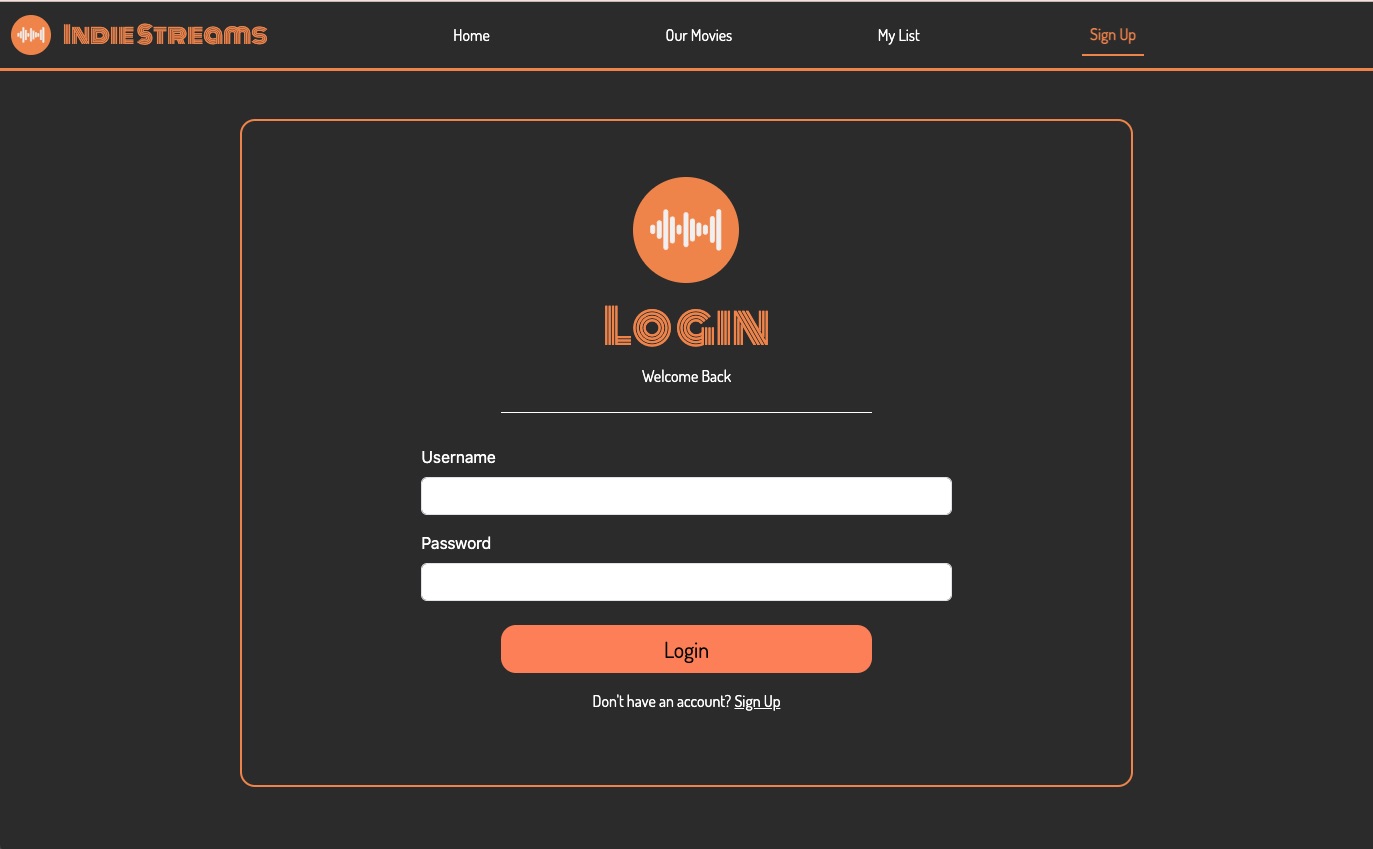 IndieStreams
Home
Our Movies
My List
Sign Up
Login
Welcome Back
Username
Password
Login
Don't have an account? Sign Up